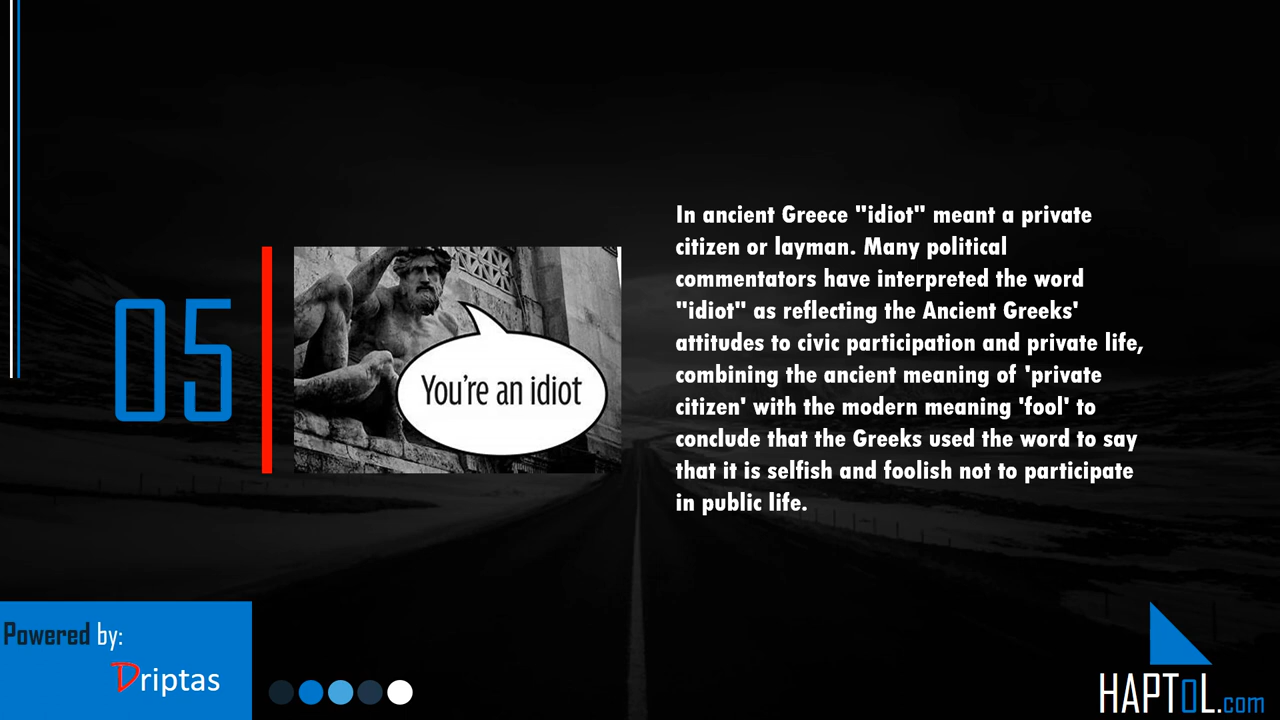 05
You're an idiot
In ancient Greece "idiot" meant a private
citizen or layman. Many political
commentators have interpreted the word
"idiot" as reflecting the Ancient Greeks'
attitudes to civic participation and private life,
combining the ancient meaning of 'private
citizen' with the modern meaning 'fool' to
conclude that the Greeks used the word to say
that it is selfish and foolish not to participate
in public life.
Powered by:
Driptas
HAPTOL.com